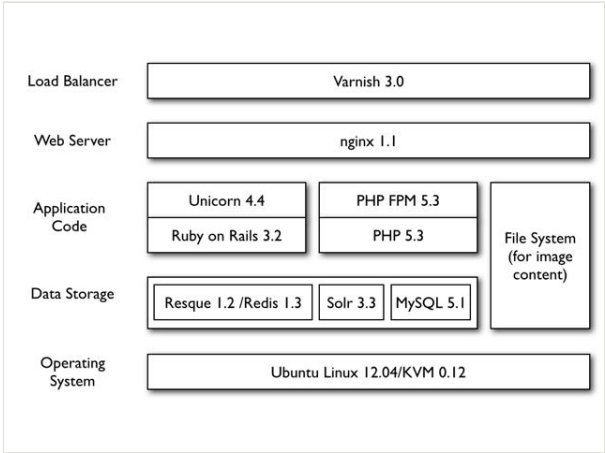 Load Balancer
Varnish 3.0
Web Server
nginx 1.1
Application
Code
Unicorn 4.4
Ruby on Rails 3.2
PHP FPM 5.3
PHP 5.3
File System
(for image
content)
Data Storage
Resque 1.2 /Redis 1.3
Solr 3.3
MySQL 5.1
Operating
System
Ubuntu Linux 12.04/KVM 0.12